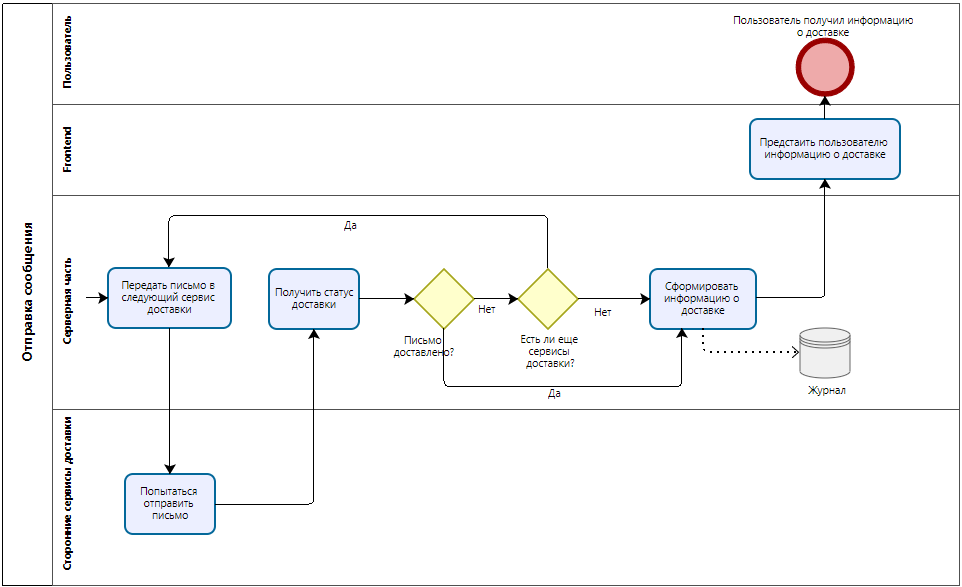 Отправка сообщения
Пользователь
Пользователь получил информацию
о доставке
Frontend
Предстаить пользователю
информацию о доставке
Серверная часть
Да
Передать письмо в
следующий сервис
доставки
Получить статус
доставки
Письмо
доставлено?
Нет
Есть ли еще
сервисы
доставки?
Нет
Сформировать
информацию о
доставке
Да
Журнал
Сторонние сервисы доставки
Попытаться
отправить
письмо